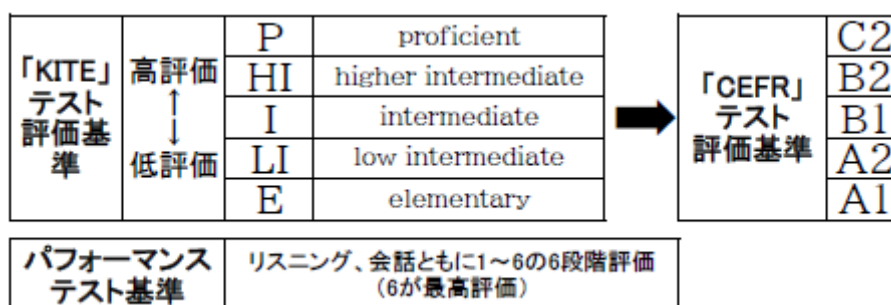 「KITE」
テスト
評価基
準
高評価
↑
↓
低評価
P proficient
HI higher intermediate
I intermediate
LI low intermediate
E elementary
「CEFR」
テスト
評価基準
C2
B2
B1
A2
A1
パフォーマンス
テスト基準
リスニング、会話ともに1～6の6段階評価
(6が最高評価)